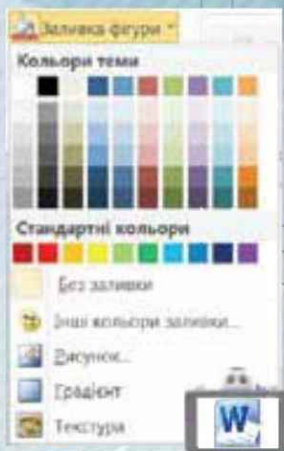 Заливка фігури
Кольори теми
Стандартні кольори
Без заливки
Інші кольори заливки...
Рисунок...
Градієнт
Текстура
W